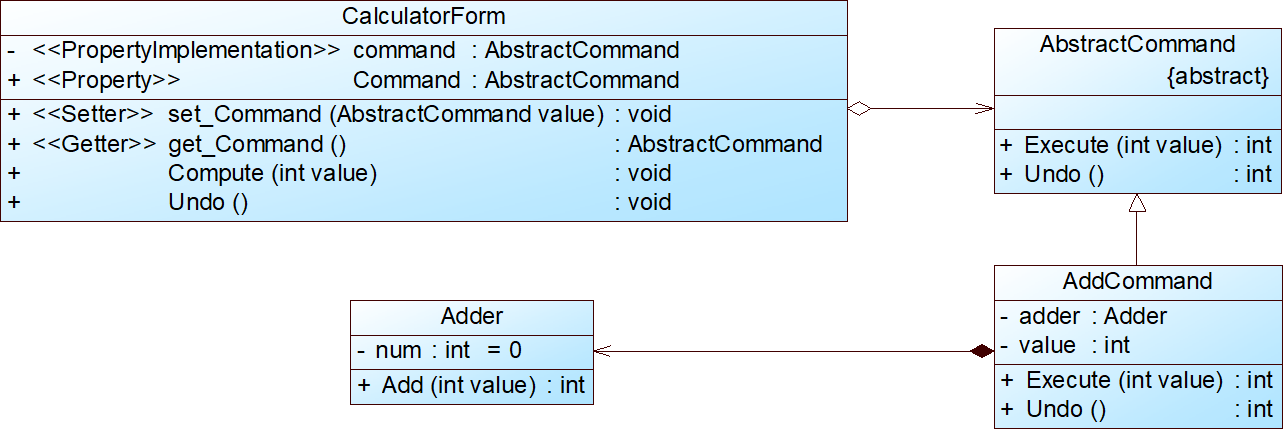 CalculatorForm
- <<PropertyImplementation>> command : AbstractCommand
+ <<Property>> Command : AbstractCommand
+ <<Setter>> set_Command (AbstractCommand value) : void
+ <<Getter>> get_Command () : AbstractCommand
+ Compute (int value) : void
+ Undo () : void
AbstractCommand
{abstract}
+ Execute (int value) : int
+ Undo () : int
Adder
- num : int = 0
+ Add (int value) : int
AddCommand
- adder : Adder
- value : int
+ Execute (int value) : int
+ Undo () : int